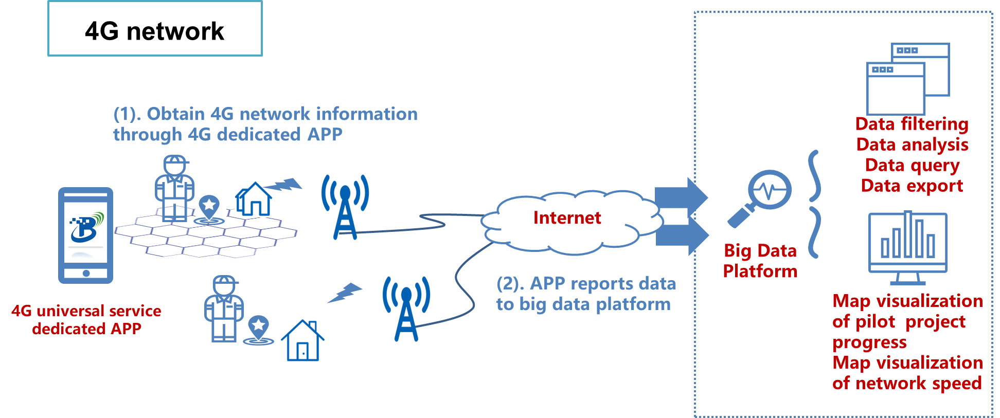 4G network
(1). Obtain 4G network information
through 4G dedicated APP
4G universal service
dedicated APP
Internet
(2). APP reports data
to big data platform
Big Data
Platform
Data filtering
Data analysis
Data query
Data export
Map visualization
of pilot project
progress
Map visualization
of network speed